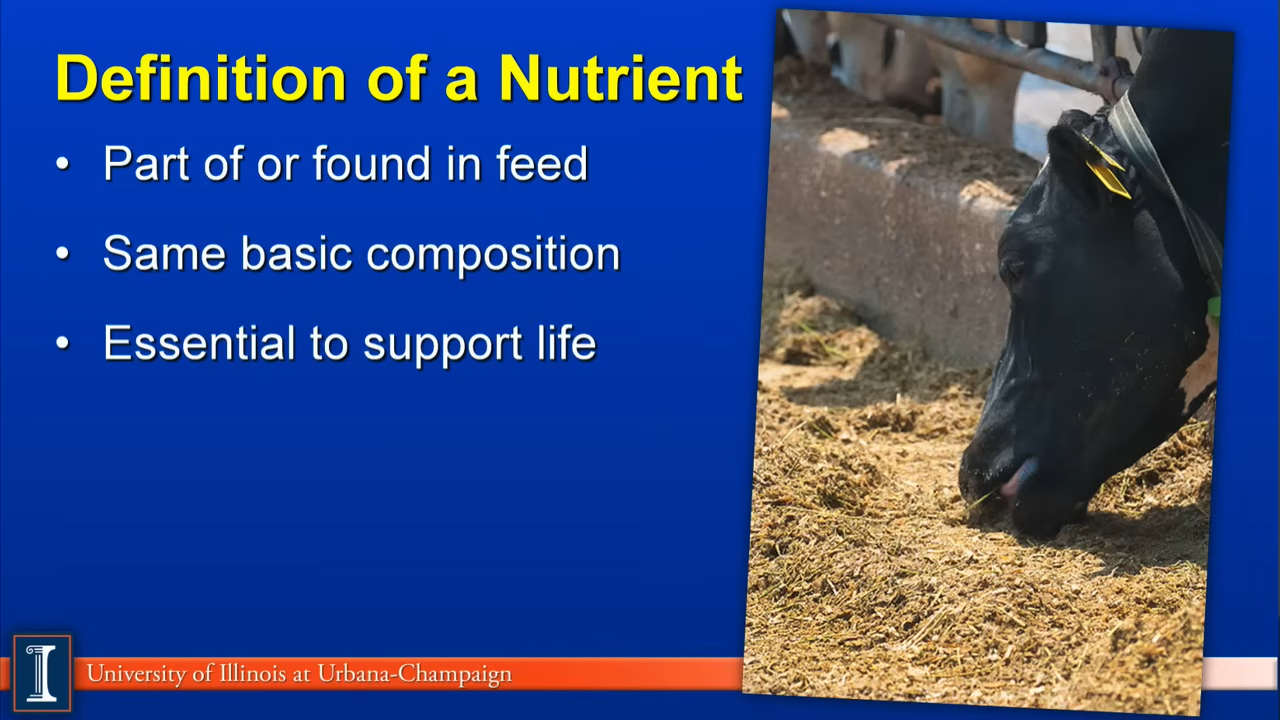 Definition of a Nutrient
• Part of or found in feed
• Same basic composition
• Essential to support life
I
University of Illinois at Urbana-Champaign